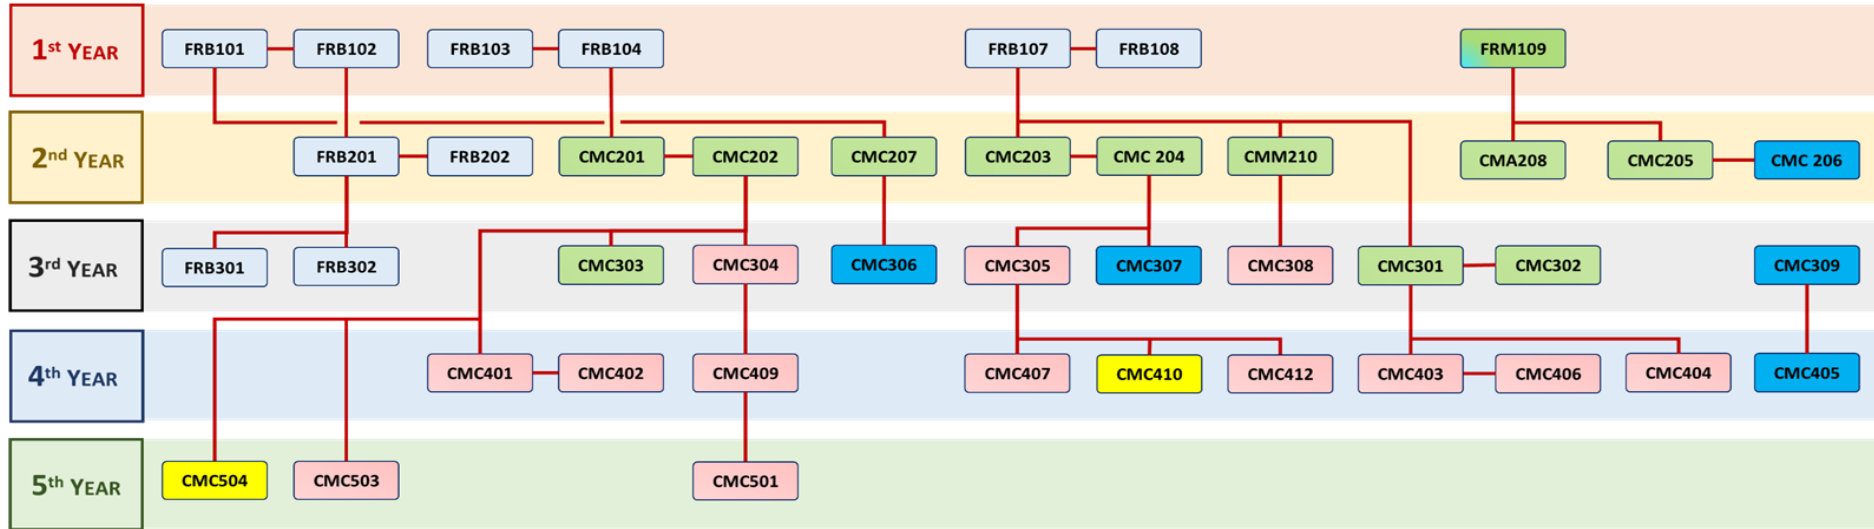 1st YEAR
FRB101
FRB102
FRB103
FRB104
FRB107
FRB108
FRM109
2nd YEAR
FRB201
FRB202
CMC201
CMC202
CMC207
CMC203
CMC 204
CMM210
CMA208
CMC205
CMC 206
3rd YEAR
FRB301
FRB302
CMC303
CMC304
CMC306
CMC305
CMC307
CMC308
CMC301
CMC302
CMC309
4th YEAR
CMC401
CMC402
CMC409
CMC407
CMC410
CMC412
CMC403
CMC406
CMC404
CMC405
5th YEAR
CMC504
CMC503
CMC501